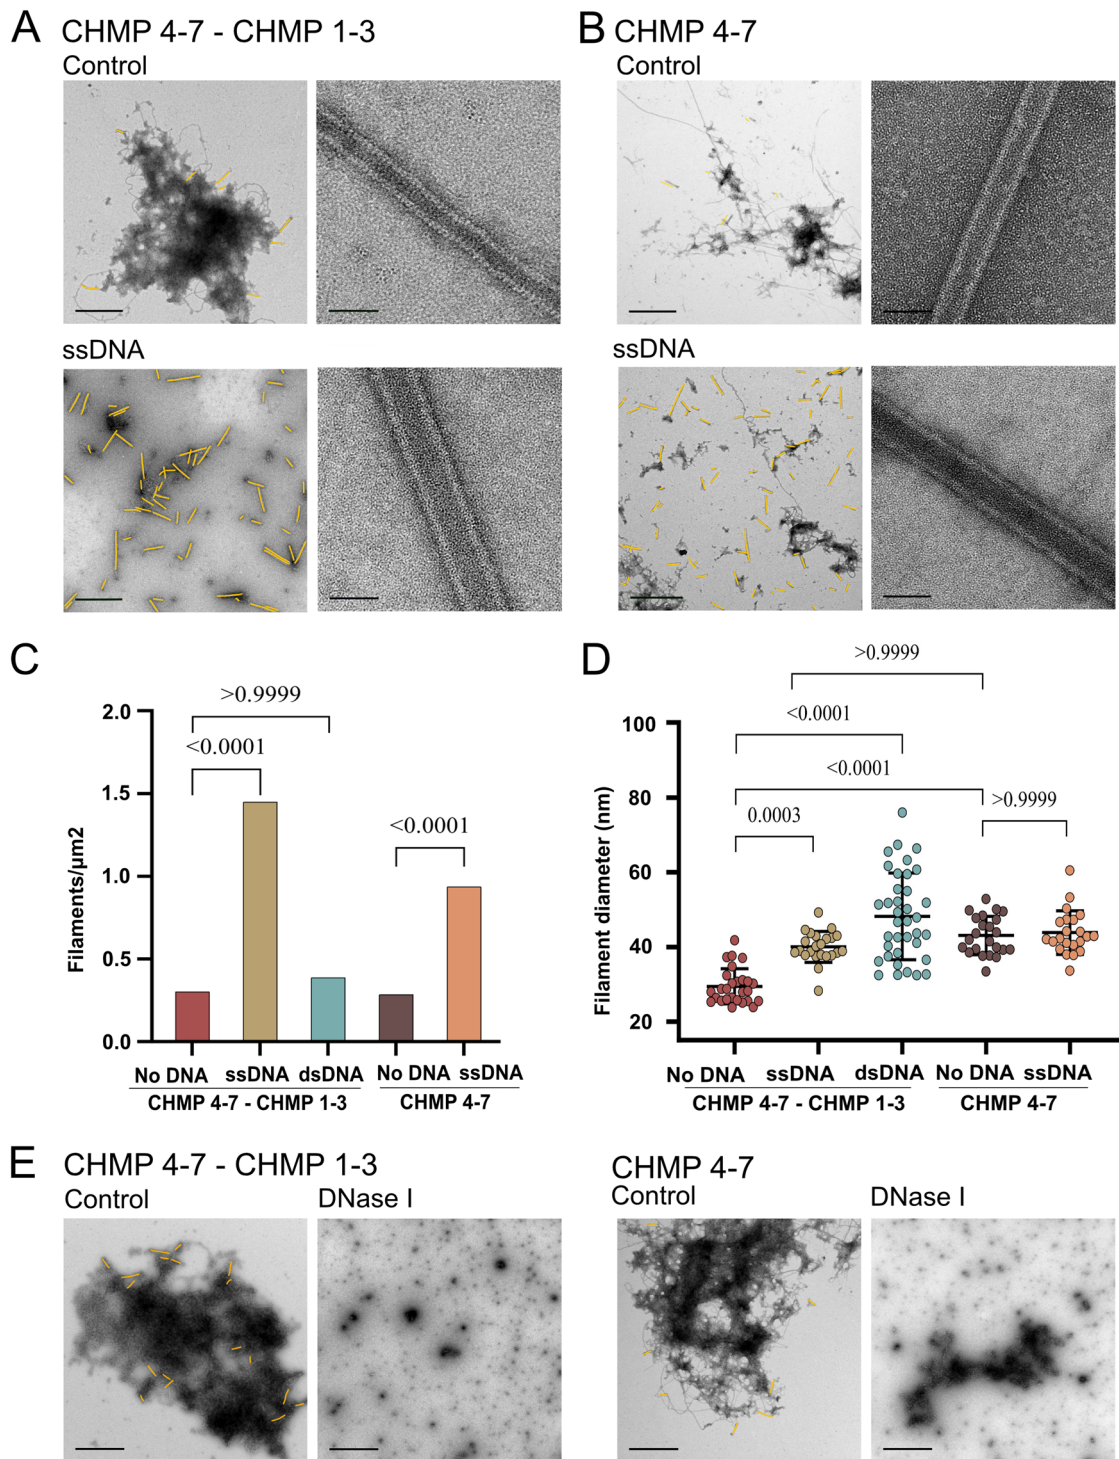 A CHMP 4-7 - CHMP 1-3
Control
ssDNA
B CHMP 4-7
Control
ssDNA
C
>0.9999
<0.0001
<0.0001
2.0
1.5
1.0
0.5
0.0
Filaments/µm2
No DNA ssDNA dsDNA No DNA ssDNA
CHMP 4-7 - CHMP 1-3 CHMP 4-7
D
>0.9999
<0.0001
<0.0001
0.0003
>0.9999
100
80
60
40
20
Filament diameter (nm)
No DNA ssDNA dsDNA No DNA ssDNA
CHMP 4-7 - CHMP 1-3 CHMP 4-7
E CHMP 4-7 - CHMP 1-3
Control DNase I
CHMP 4-7
Control DNase I